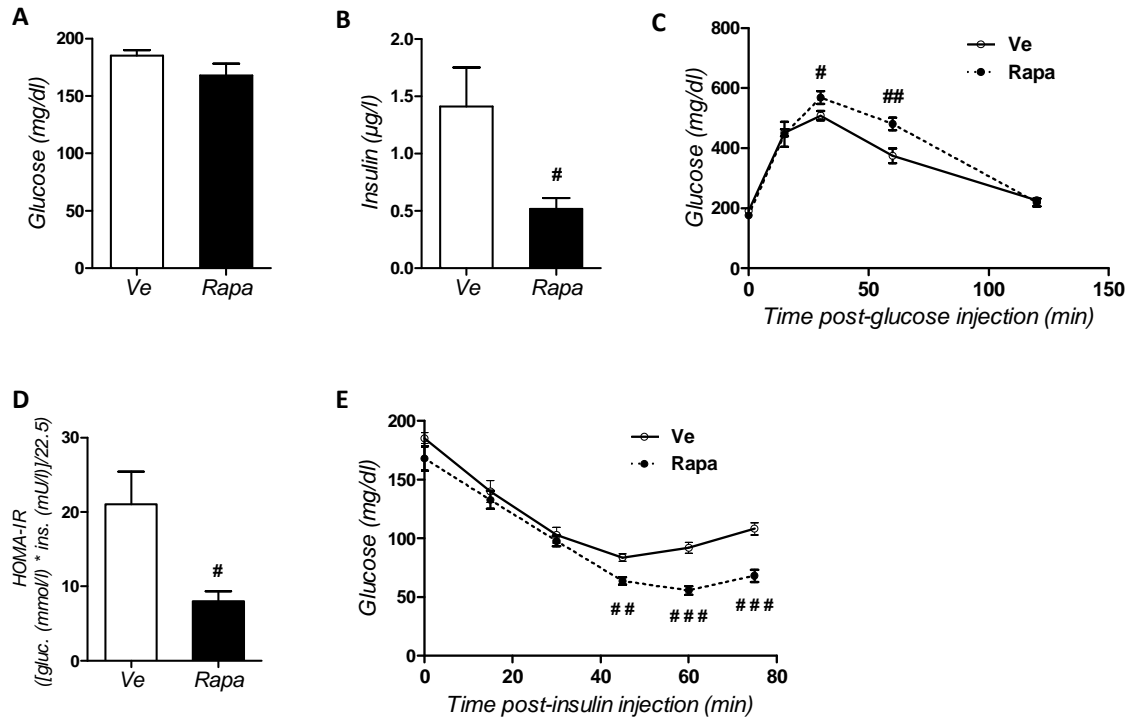 A
Glucose (mg/dl)
200
150
100
50
0
Ve Rapa
B
Insulin (µg/l)
2.0
1.5
1.0
0.5
0.0
#
Ve Rapa
C
Glucose (mg/dl)
800
600
400
200
0
Ve
Rapa
#
##
0 50 100 150
Time post-glucose injection (min)
D
HOMA-IR
([gluc. (mmol/l) * ins. (mU/l)]/22.5)
30
20
10
0
#
Ve Rapa
E
Glucose (mg/dl)
200
150
100
50
0
Ve
Rapa
##
###
###
0 20 40 60 80
Time post-insulin injection (min)